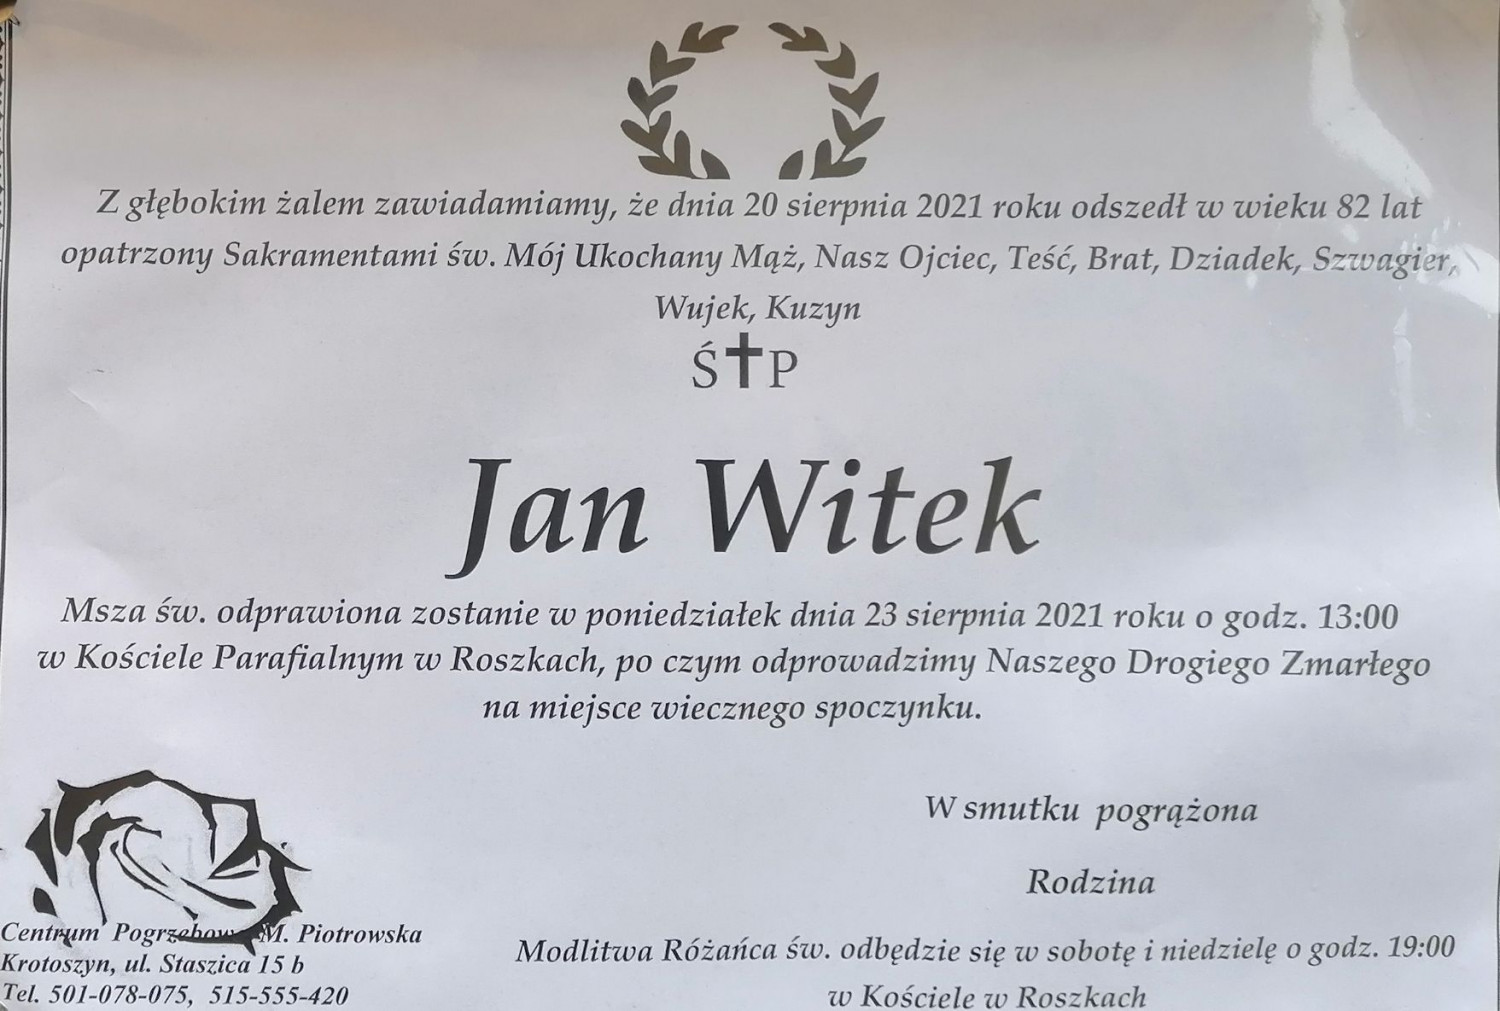 Z głębokim żalem zawiadamiamy, że dnia 20 sierpnia 2021 roku odszedł w wieku 82 lat
opatrzony Sakramentami św. Mój Ukochany Mąż, Nasz Ojciec, Teść, Brat, Dziadek, Szwagier,
Wujek, Kuzyn
Ś✝P
Jan Witek
Msza św. odprawiona zostanie w poniedziałek dnia 23 sierpnia 2021 roku o godz. 13:00
w Kościele Parafialnym w Roszkach, po czym odprowadzimy Naszego Drogiego Zmarłego
na miejsce wiecznego spoczynku.
W smutku pogrążona
Rodzina
Centrum Pogrzebowe M. Piotrowska
Krotoszyn, ul. Staszica 15 b
Tel. 501-078-075, 515-555-420
Modlitwa Różańca św. odbędzie się w sobotę i niedzielę o godz. 19:00
w Kościele w Roszkach